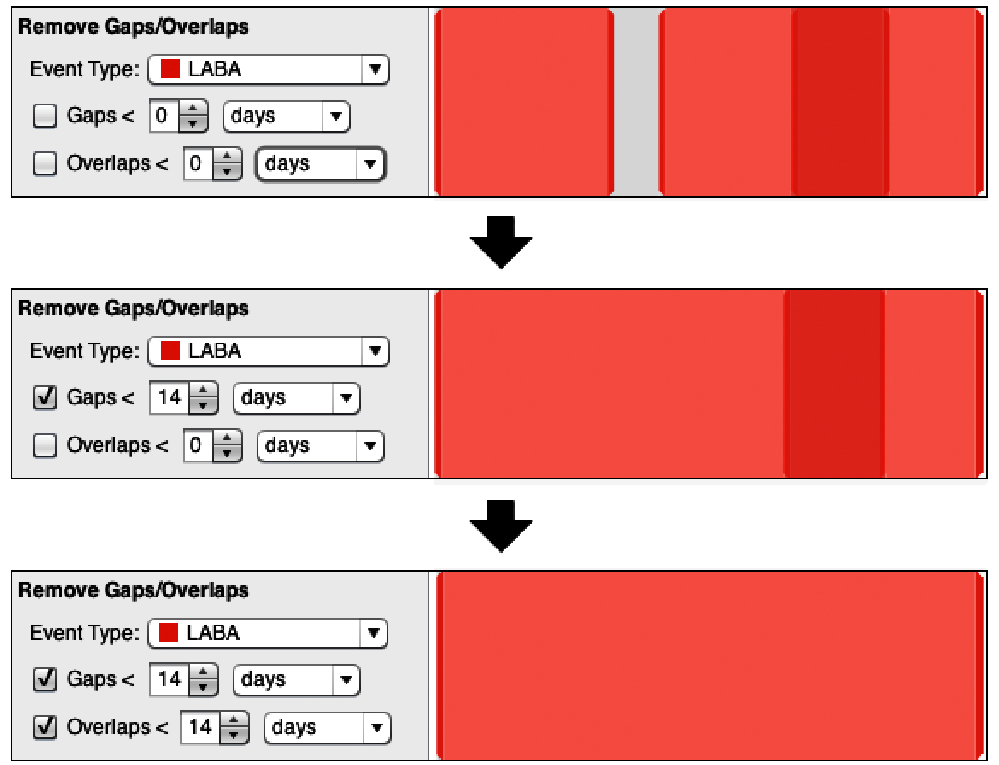 Remove Gaps/Overlaps
Event Type: LABA
Gaps < 0 days
Overlaps < 0 days
Remove Gaps/Overlaps
Event Type: LABA
Gaps < 14 days
Overlaps < 0 days
Remove Gaps/Overlaps
Event Type: LABA
Gaps < 14 days
Overlaps < 14 days